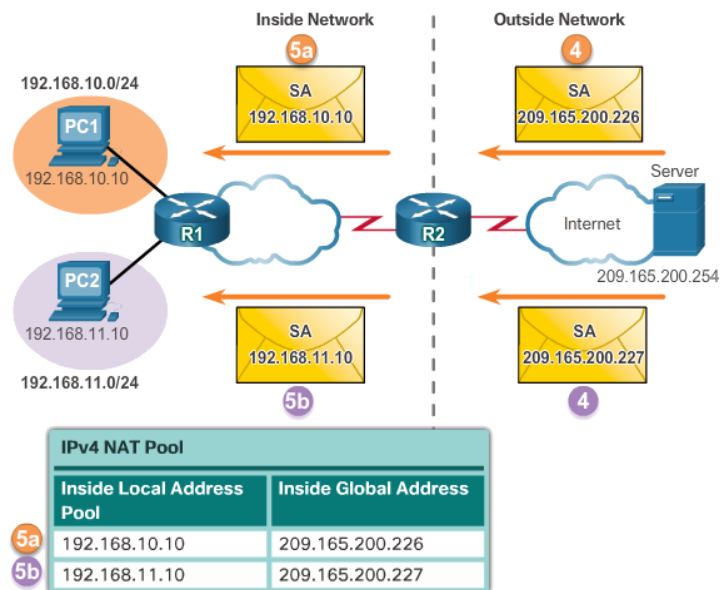 Inside Network
Outside Network
5a
4
192.168.10.0/24
SA
192.168.10.10
SA
209.165.200.226
PC1
192.168.10.10
Server
R1
R2
Internet
PC2
192.168.11.10
209.165.200.254
SA
192.168.11.10
SA
209.165.200.227
192.168.11.0/24
5b
4
IPv4 NAT Pool
Inside Local Address
Pool
Inside Global Address
5a
192.168.10.10
209.165.200.226
5b
192.168.11.10
209.165.200.227